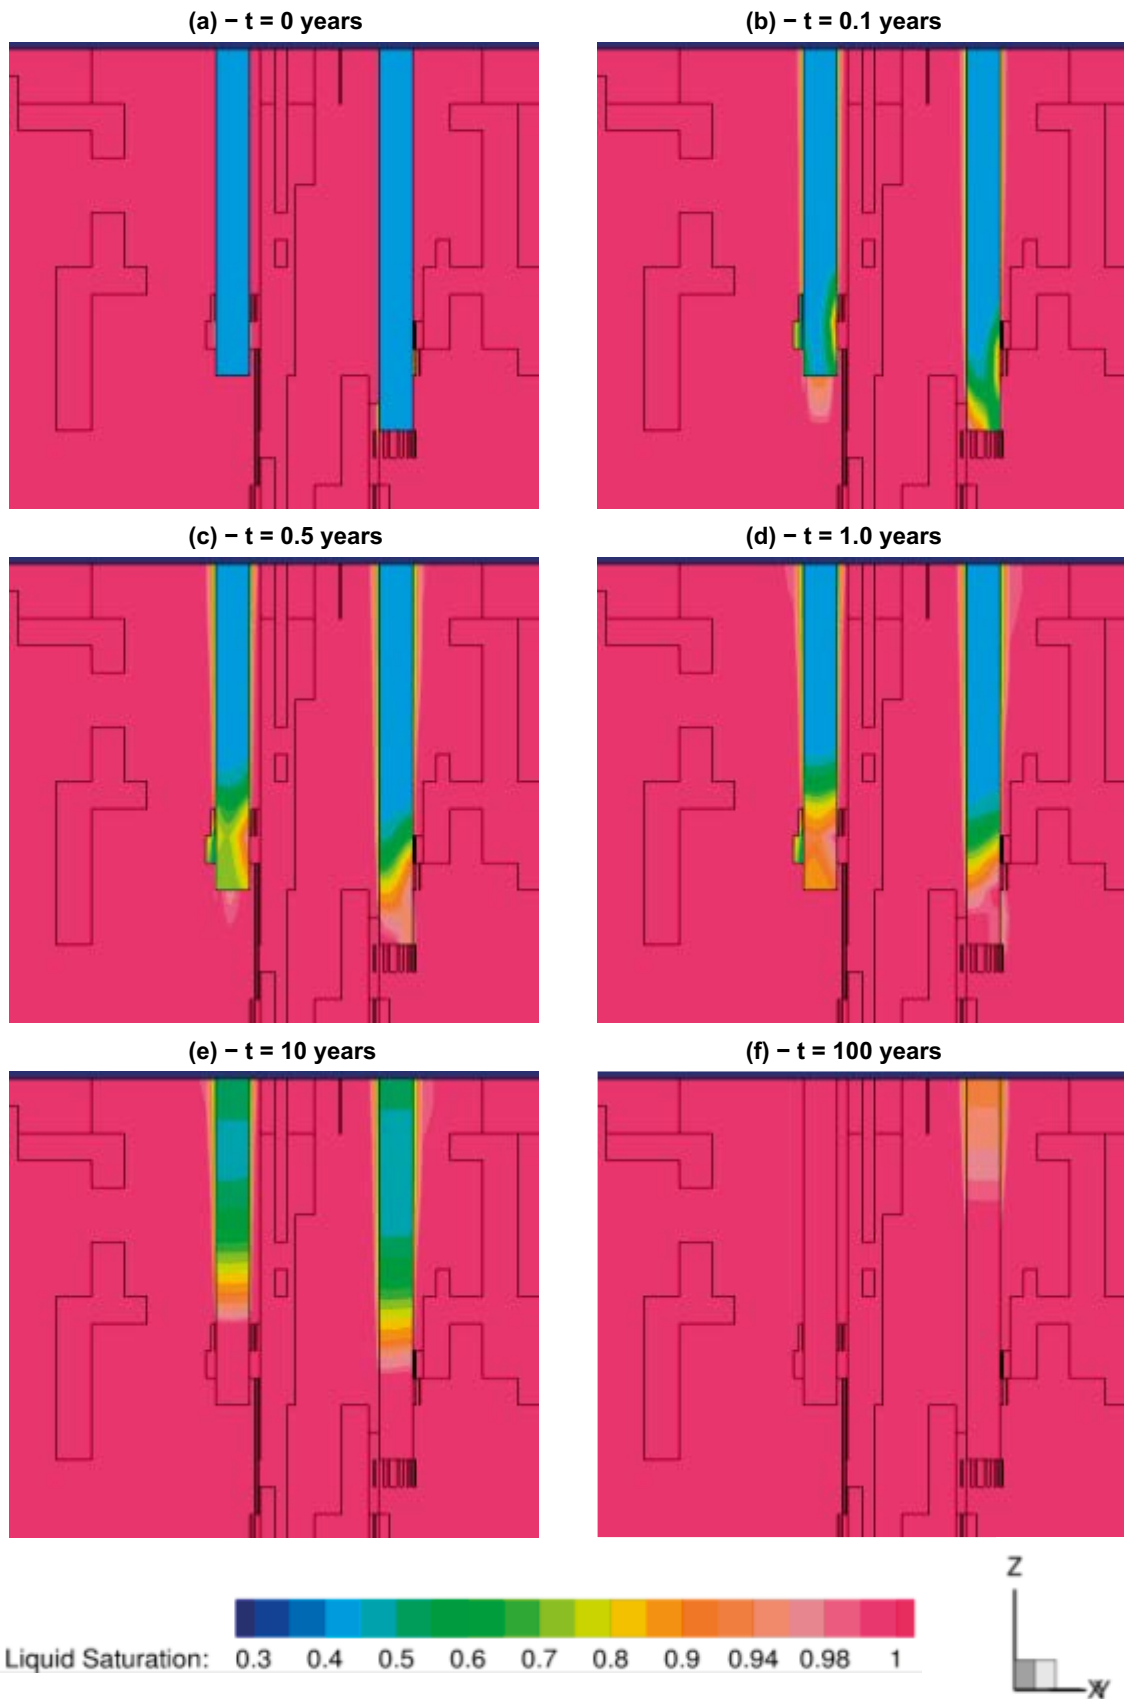 (a) – t = 0 years
(b) – t = 0.1 years
(c) – t = 0.5 years
(d) – t = 1.0 years
(e) – t = 10 years
(f) – t = 100 years
Z
Liquid Saturation: 0.3 0.4 0.5 0.6 0.7 0.8 0.9 0.94 0.98 1